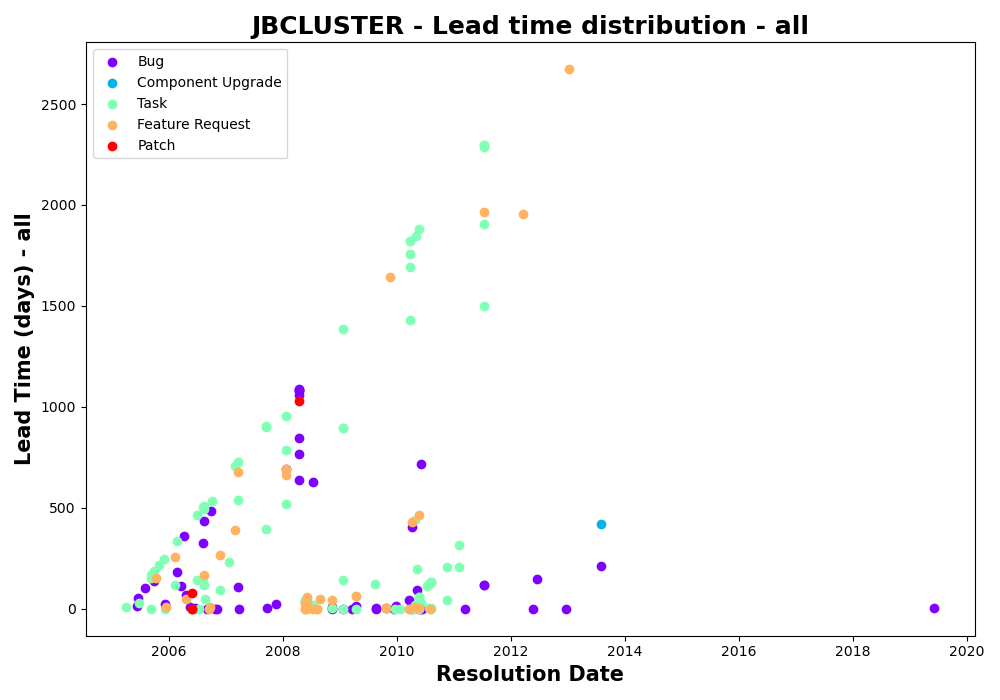 JBCLUSTER - Lead time distribution - all
Bug
Component Upgrade
Task
Feature Request
Patch
Lead Time (days) - all
2500
2000
1500
1000
500
0
2006 2008 2010 2012 2014 2016 2018 2020
Resolution Date